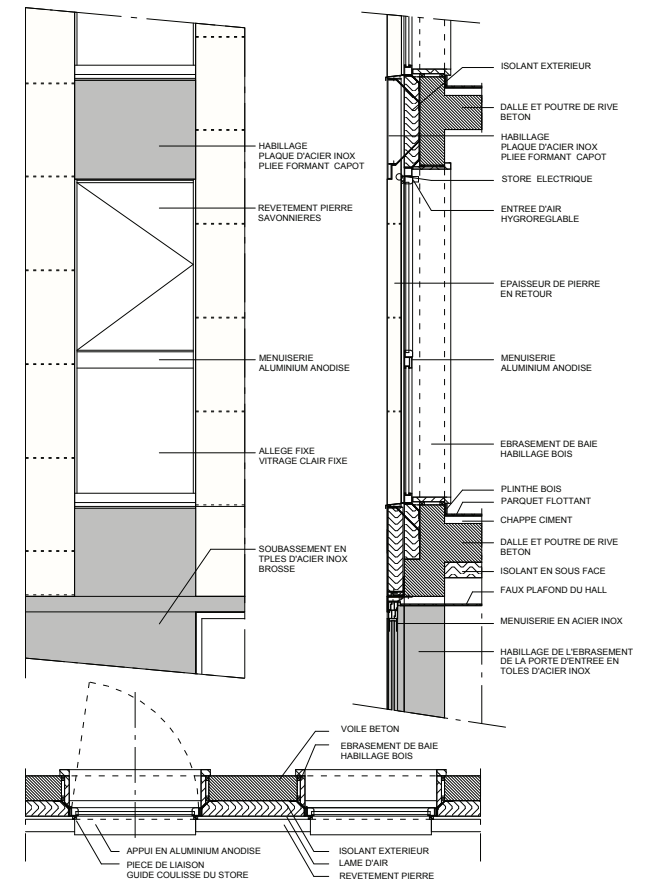 HABILLAGE
PLAQUE D'ACIER INOX
PLIEE FORMANT CAPOT
REVETEMENT PIERRE
SAVONNIERES
MENUISERIE
ALUMINIUM ANODISE
ALLEGE FIXE
VITRAGE CLAIR FIXE
SOUBASSEMENT EN
TPLES D'ACIER INOX
BROSSE
ISOLANT EXTERIEUR
DALLE ET POUTRE DE RIVE
BETON
HABILLAGE
PLAQUE D'ACIER INOX
PLIEE FORMANT CAPOT
STORE ELECTRIQUE
ENTREE D'AIR
HYGROREGLABLE
EPAISSEUR DE PIERRE
EN RETOUR
MENUISERIE
ALUMINIUM ANODISE
EBRASEMENT DE BAIE
HABILLAGE BOIS
PLINTHE BOIS
PARQUET FLOTTANT
CHAPPE CIMENT
DALLE ET POUTRE DE RIVE
BETON
ISOLANT EN SOUS FACE
FAUX PLAFOND DU HALL
MENUISERIE EN ACIER INOX
HABILLAGE DE L'EBRASEMENT
DE LA PORTE D'ENTREE EN
TOLES D'ACIER INOX
VOILE BETON
EBRASEMENT DE BAIE
HABILLAGE BOIS
APPUI EN ALUMINIUM ANODISE
PIECE DE LIAISON
GUIDE COULISSE DU STORE
ISOLANT EXTERIEUR
LAME D'AIR
REVETEMENT PIERRE